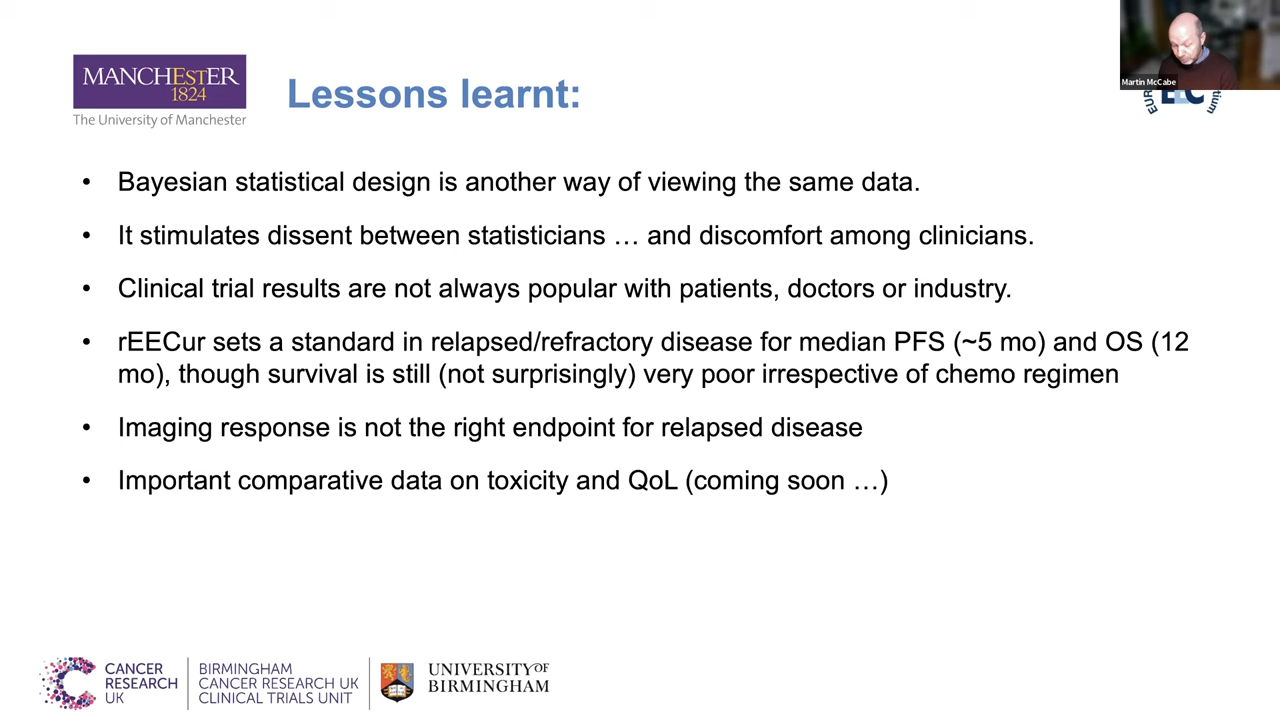 MANCHESTER
1824
The University of Manchester
Lessons learnt:
Martin McCabe
EEC
• Bayesian statistical design is another way of viewing the same data.
• It stimulates dissent between statisticians … and discomfort among clinicians.
• Clinical trial results are not always popular with patients, doctors or industry.
• rEECur sets a standard in relapsed/refractory disease for median PFS (~5 mo) and OS (12
mo), though survival is still (not surprisingly) very poor irrespective of chemo regimen
• Imaging response is not the right endpoint for relapsed disease
• Important comparative data on toxicity and QoL (coming soon …)
CANCER
RESEARCH
UK
BIRMINGHAM
CANCER RESEARCH UK
CLINICAL TRIALS UNIT
UNIVERSITY OF
BIRMINGHAM